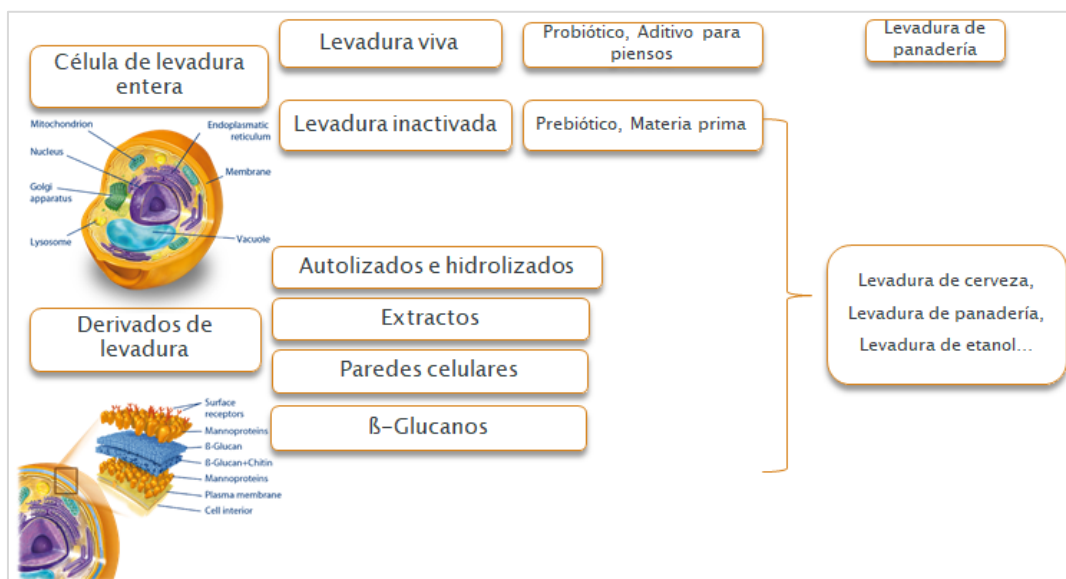 Célula de levadura
entera
Levadura viva
Probiótico, Aditivo para
piensos
Levadura de
panadería
Levadura inactivada
Prebiótico, Materia prima
Mitochondrion
Nucleus
Golgi
apparatus
Lysosome
Endoplasmatic
reticulum
Membrane
Vacuole
Derivados de
levadura
Autolizados e hidrolizados
Extractos
Paredes celulares
ß-Glucanos
Levadura de cerveza,
Levadura de panadería,
Levadura de etanol...
Surface
receptors
Mannoproteins
ß-Glucan
ß-Glucan+Chitin
Mannoproteins
Plasma membrane
Cell interior